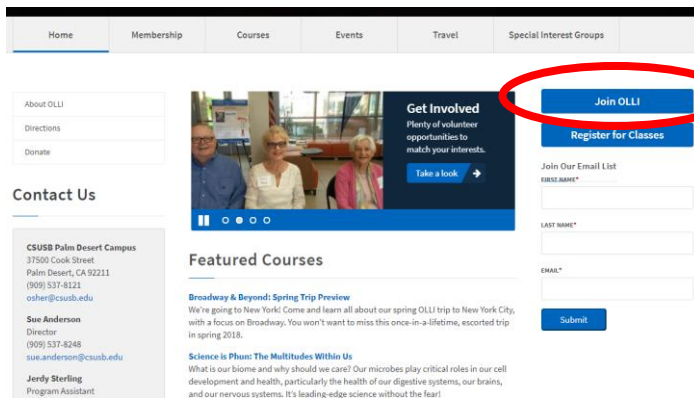 Home Membership Courses Events Travel Special Interest Groups
About OLLI
Directions
Donate
Contact Us
CSUSB Palm Desert Campus
37500 Cook Street
Palm Desert, CA 92211
(909) 537-8121
osher@csusb.edu
Sue Anderson
Director
(909) 537-8248
sue.anderson@csusb.edu
Jerdy Sterling
Program Assistant
Get Involved
Plenty of volunteer
opportunities to
match your interests.
Take a look
Featured Courses
Broadway & Beyond: Spring Trip Preview
We're going to New York! Come and learn all about our spring OLLI trip to New York City,
with a focus on Broadway. You won't want to miss this once-in-a-lifetime, escorted trip
in spring 2018.
Science is Phun: The Multitudes Within Us
What is our biome and why should we care? Our microbes play critical roles in our cell
development and health, particularly the health of our digestive systems, our brains,
and our nervous systems. It's leading-edge science without the fear!
Join OLLI
Register for Classes
Join Our Email List
FIRST NAME*
LAST NAME*
EMAIL*
Submit